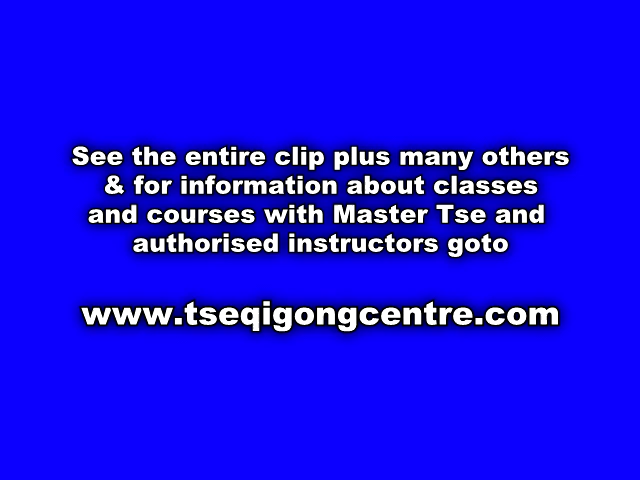 See the entire clip plus many others
& for information about classes
and courses with Master Tse and
authorised instructors goto
www.tseqigongcentre.com